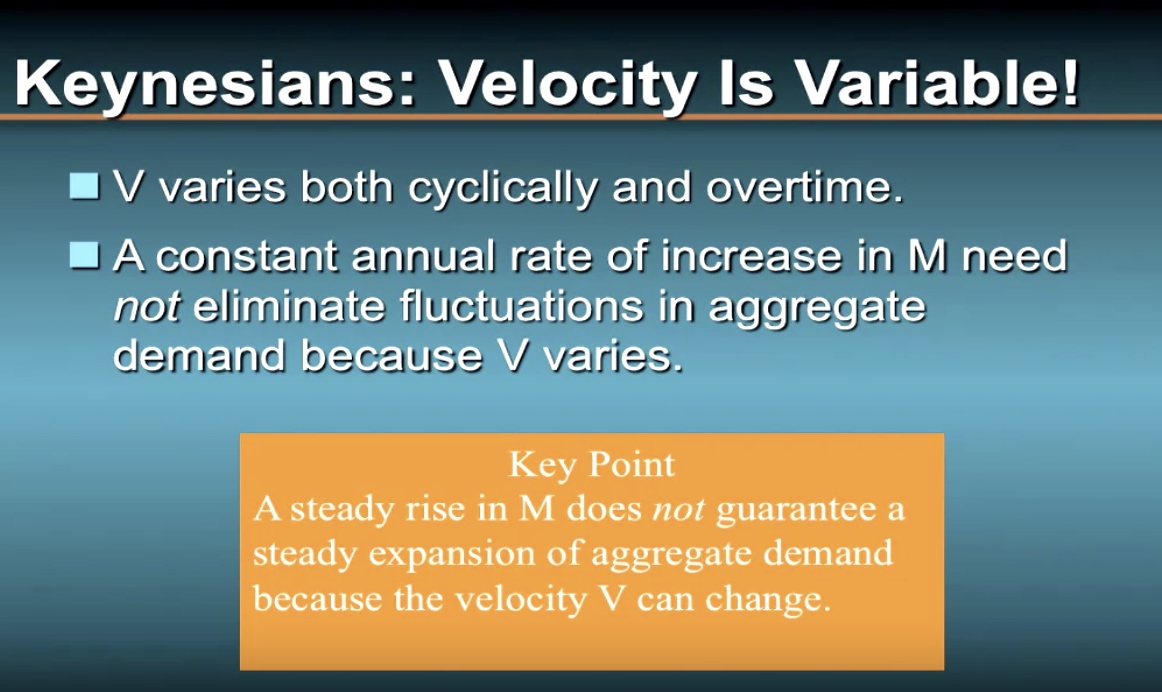 Keynesians: Velocity Is Variable!
V varies both cyclically and overtime.
A constant annual rate of increase in M need
not eliminate fluctuations in aggregate
demand because V varies.
Key Point
A steady rise in M does not guarantee a
steady expansion of aggregate demand
because the velocity V can change.